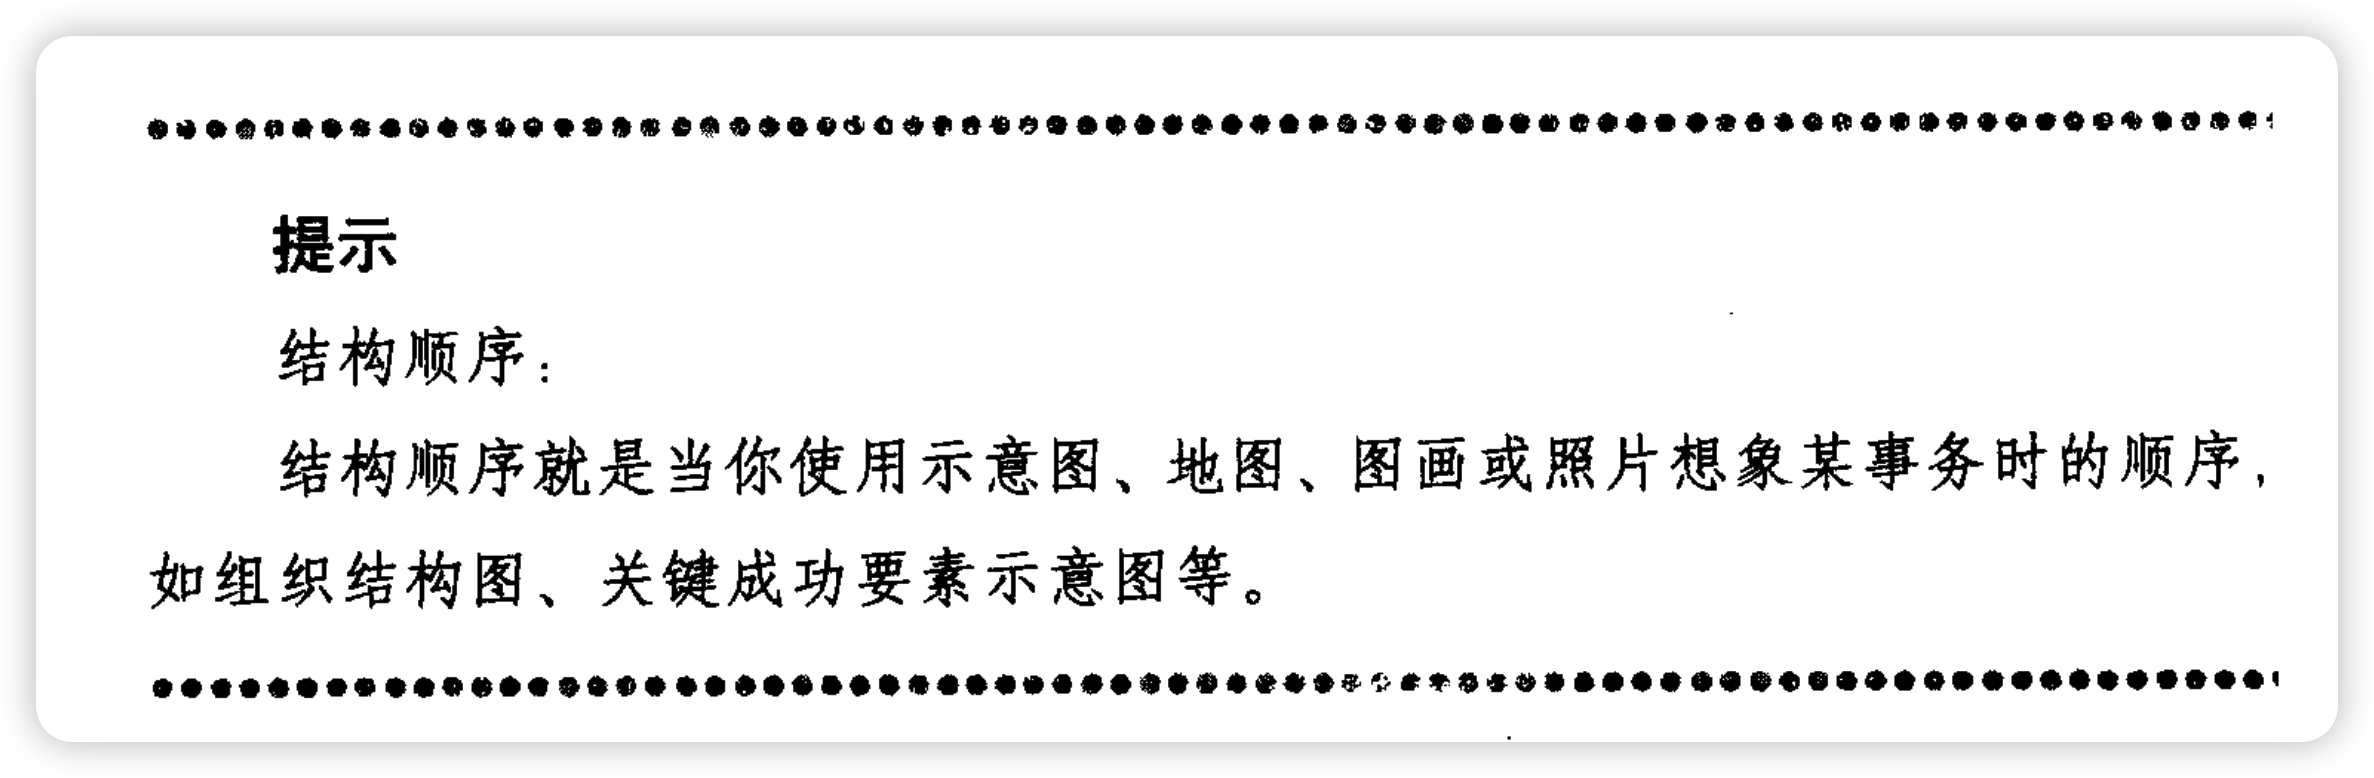 提示
结构顺序：
结构顺序就是当你使用示意图、地图、图画或照片想象某事务时的顺序，
如组织结构图、关键成功要素示意图等。